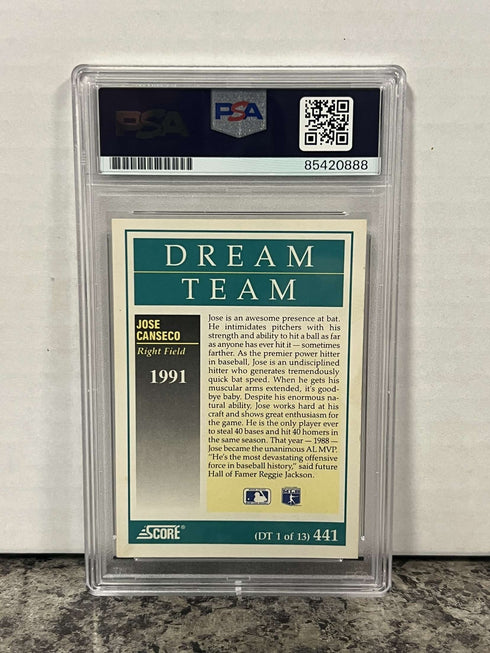 PSA
PSA
85420888
DREAM
TEAM
JOSE
CANSECO
Right Field
1991
Jose is an awesome presence at bat.
He intimidates pitchers with his
strength and ability to hit a ball as far
as anyone has ever hit it — sometimes
farther. As the premier power hitter
in baseball, Jose is an undisciplined
hitter who generates tremendously
quick bat speed. When he gets his
muscular arms extended, it's good-
bye baby. Despite his enormous na-
tural ability, Jose works hard at his
craft and shows great enthusiasm for
the game. He is the only player ever
to steal 40 bases and hit 40 homers in
the same season. That year — 1988 —
Jose became the unanimous AL MVP.
"He's the most devastating offensive
force in baseball history," said future
Hall of Famer Reggie Jackson.
SCORE®
(DT 1 of 13) 441